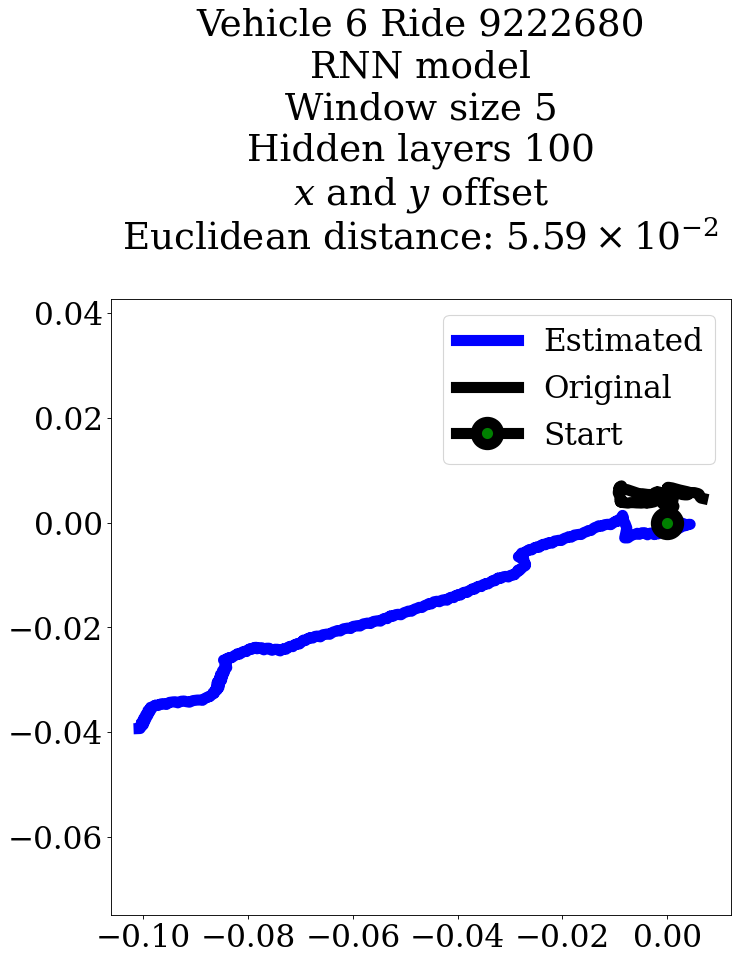 Vehicle 6 Ride 9222680
RNN model
Window size 5
Hidden layers 100
x and y offset
Euclidean distance: 5.59 × 10⁻²
Estimated
Original
Start
0.04
0.02
0.00
−0.02
−0.04
−0.06
−0.10 −0.08 −0.06 −0.04 −0.02 0.00